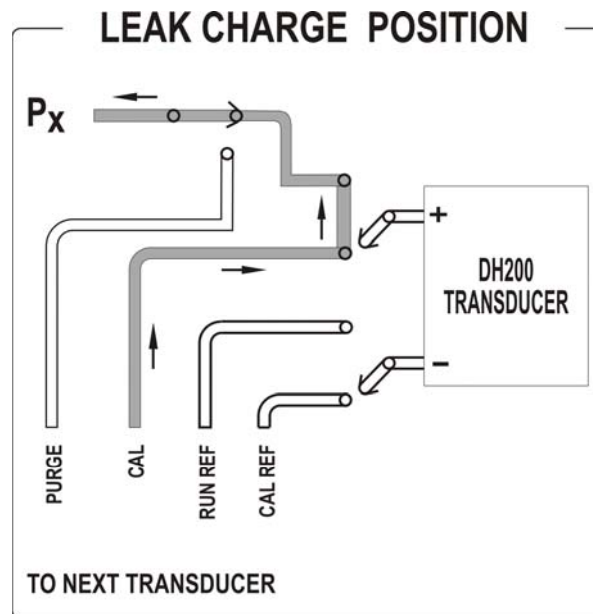 LEAK CHARGE POSITION
Px
+
DH200
TRANSDUCER
−
PURGE
CAL
RUN REF
CAL REF
TO NEXT TRANSDUCER